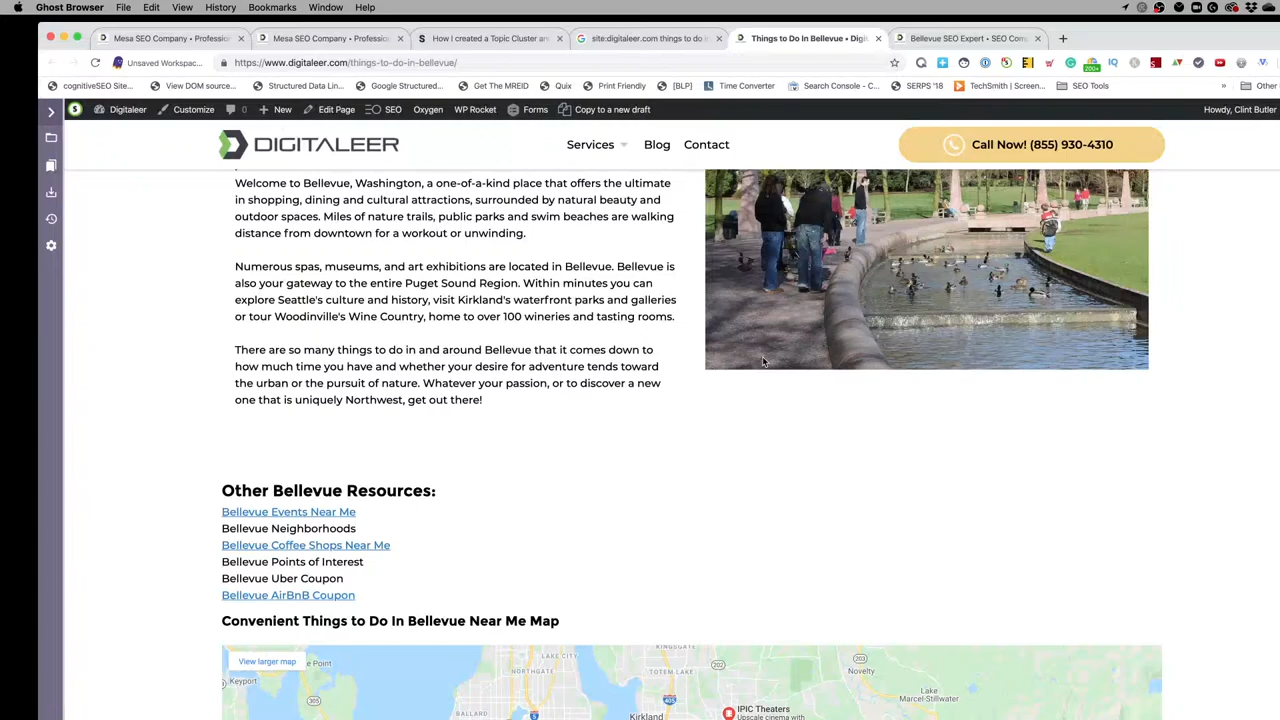 Ghost Browser File Edit View History Bookmarks Window Help
Mesa SEO Company • Profession
Mesa SEO Company • Profession
How I created a Topic Cluster an
site:digitaleer.com things to do i
Things to Do In Bellevue • Digit
Bellevue SEO Expert • SEO Com
Unsaved Workspac...
https://www.digitaleer.com/things-to-do-in-bellevue/
cognitiveSEO Site...
View DOM source...
Structured Data Lin...
Google Structured...
Get The MREID
Quix
Print Friendly
[BLP]
Time Converter
Search Console - C...
SERPS '18
TechSmith | Screen...
SEO Tools
» Other
Digitaleer Customize 0 New Edit Page SEO Oxygen WP Rocket Forms Copy to a new draft Howdy, Clint Butler
DIGITALEER
Services Blog Contact
Call Now! (855) 930-4310
Welcome to Bellevue, Washington, a one-of-a-kind place that offers the ultimate
in shopping, dining and cultural attractions, surrounded by natural beauty and
outdoor spaces. Miles of nature trails, public parks and swim beaches are walking
distance from downtown for a workout or unwinding.
Numerous spas, museums, and art exhibitions are located in Bellevue. Bellevue is
also your gateway to the entire Puget Sound Region. Within minutes you can
explore Seattle's culture and history, visit Kirkland's waterfront parks and galleries
or tour Woodinville's Wine Country, home to over 100 wineries and tasting rooms.
There are so many things to do in and around Bellevue that it comes down to
how much time you have and whether your desire for adventure tends toward
the urban or the pursuit of nature. Whatever your passion, or to discover a new
one that is uniquely Northwest, get out there!
Other Bellevue Resources:
Bellevue Events Near Me
Bellevue Neighborhoods
Bellevue Coffee Shops Near Me
Bellevue Points of Interest
Bellevue Uber Coupon
Bellevue AirBnB Coupon
Convenient Things to Do In Bellevue Near Me Map
View larger map
Point
Keyport
303
LAKE CITY
NORTHGATE
BALLARD
5
KINGSGATE
TOTEM LAKE
202
405
Kirkland
IPIC Theaters
Upscale cinema with
203
Novelty
Lake
Marcel-Stillwater